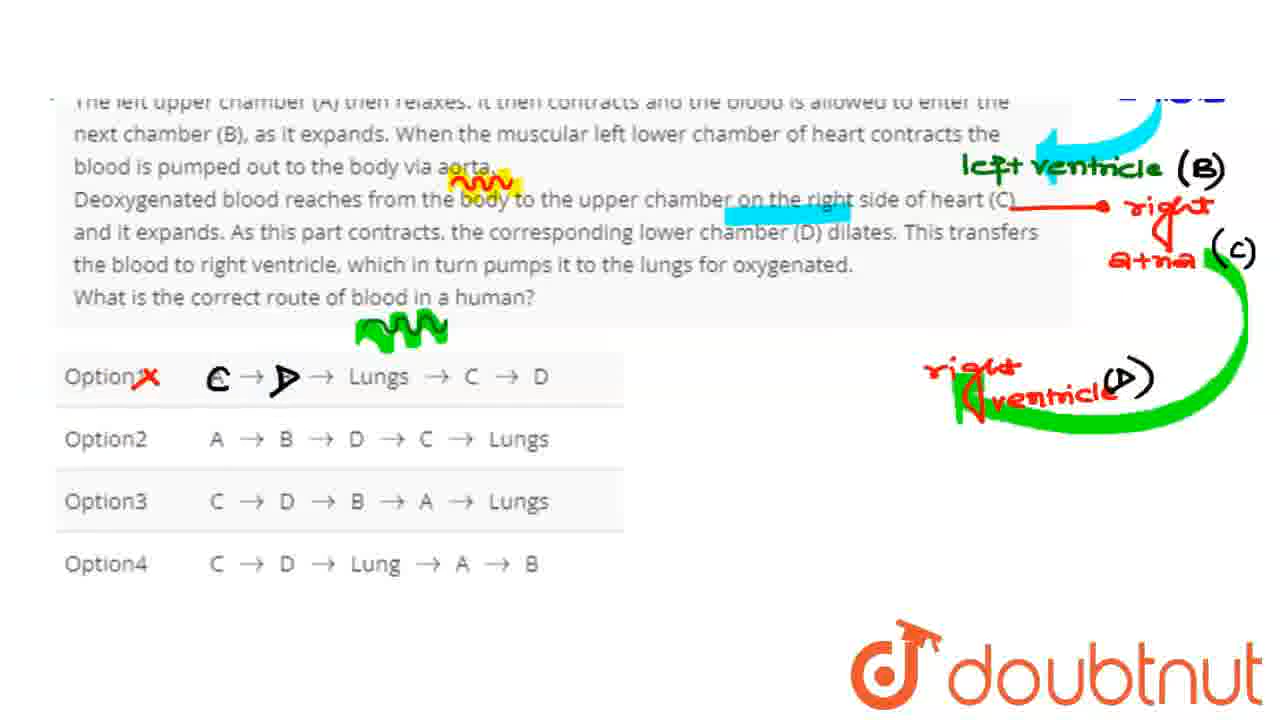 The left upper chamber (A) then relaxes. It then contracts and the blood is allowed to enter the
next chamber (B), as it expands. When the muscular left lower chamber of heart contracts the
blood is pumped out to the body via aorta.
Deoxygenated blood reaches from the body to the upper chamber on the right side of heart (C)
and it expands. As this part contracts, the corresponding lower chamber (D) dilates. This transfers
the blood to right ventricle, which in turn pumps it to the lungs for oxygenated.
What is the correct route of blood in a human?
left ventricle (B)
right
atria (C)
right
ventricle (D)
Option1 C → D → Lungs → C → D
Option2 A → B → D → C → Lungs
Option3 C → D → B → A → Lungs
Option4 C → D → Lung → A → B
doubtnut